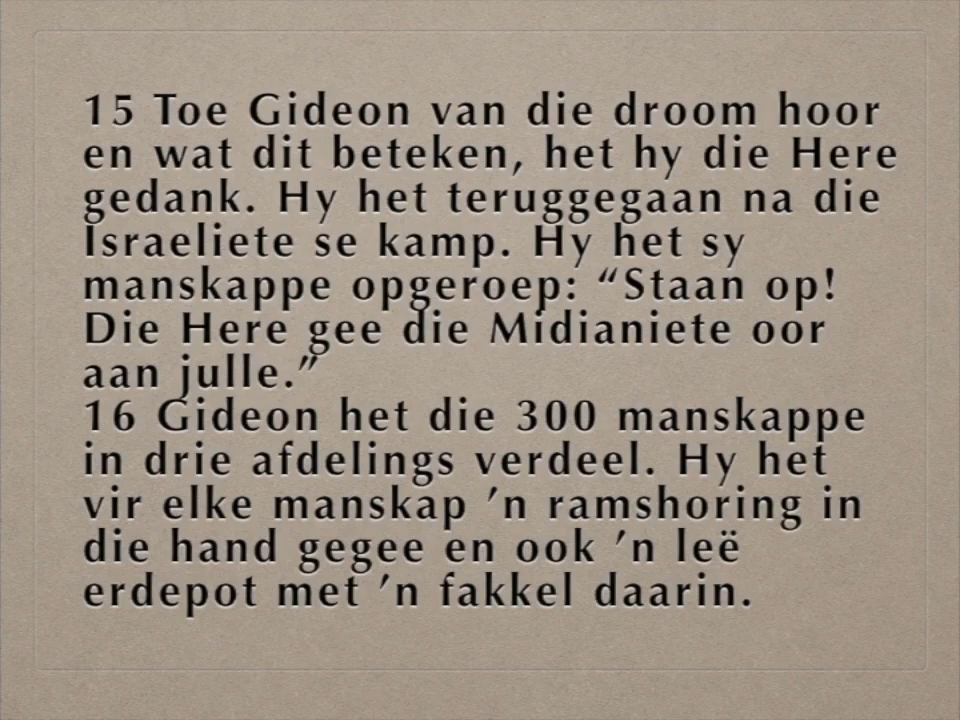 15 Toe Gideon van die droom hoor
en wat dit beteken, het hy die Here
gedank. Hy het teruggegaan na die
Israeliete se kamp. Hy het sy
manskappe opgeroep: “Staan op!
Die Here gee die Midianiete oor
aan julle.”
16 Gideon het die 300 manskappe
in drie afdelings verdeel. Hy het
vir elke manskap ’n ramshoring in
die hand gegee en ook ’n leë
erdepot met ’n fakkel daarin.